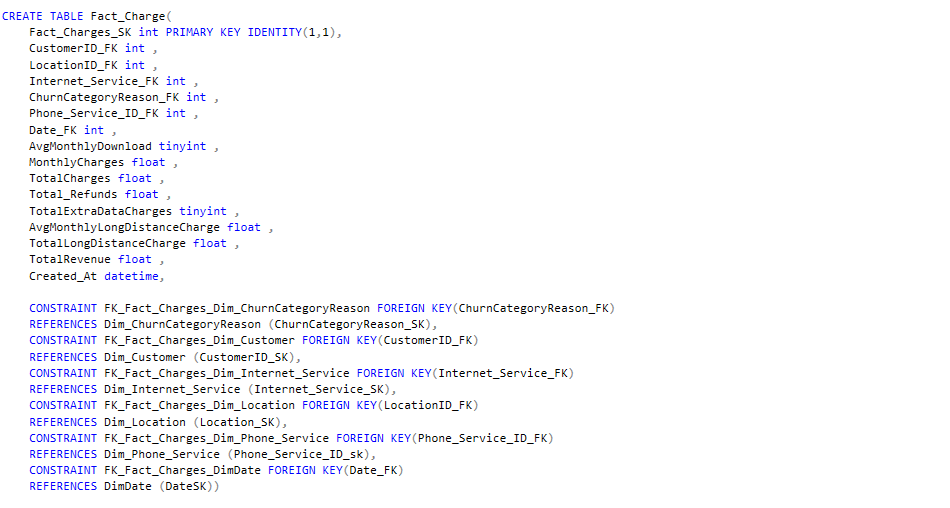 CREATE TABLE Fact_Charge(
    Fact_Charges_SK int PRIMARY KEY IDENTITY(1,1),
    CustomerID_FK int ,
    LocationID_FK int ,
    Internet_Service_FK int ,
    ChurnCategoryReason_FK int ,
    Phone_Service_ID_FK int ,
    Date_FK int ,
    AvgMonthlyDownload tinyint ,
    MonthlyCharges float ,
    TotalCharges float ,
    Total_Refunds float ,
    TotalExtraDataCharges tinyint ,
    AvgMonthlyLongDistanceCharge float ,
    TotalLongDistanceCharge float ,
    TotalRevenue float ,
    Created_At datetime,

    CONSTRAINT FK_Fact_Charges_Dim_ChurnCategoryReason FOREIGN KEY(ChurnCategoryReason_FK)
    REFERENCES Dim_ChurnCategoryReason (ChurnCategoryReason_SK),
    CONSTRAINT FK_Fact_Charges_Dim_Customer FOREIGN KEY(CustomerID_FK)
    REFERENCES Dim_Customer (CustomerID_SK),
    CONSTRAINT FK_Fact_Charges_Dim_Internet_Service FOREIGN KEY(Internet_Service_FK)
    REFERENCES Dim_Internet_Service (Internet_Service_SK),
    CONSTRAINT FK_Fact_Charges_Dim_Location FOREIGN KEY(LocationID_FK)
    REFERENCES Dim_Location (Location_SK),
    CONSTRAINT FK_Fact_Charges_Dim_Phone_Service FOREIGN KEY(Phone_Service_ID_FK)
    REFERENCES Dim_Phone_Service (Phone_Service_ID_sk),
    CONSTRAINT FK_Fact_Charges_DimDate FOREIGN KEY(Date_FK)
    REFERENCES DimDate (DateSK))